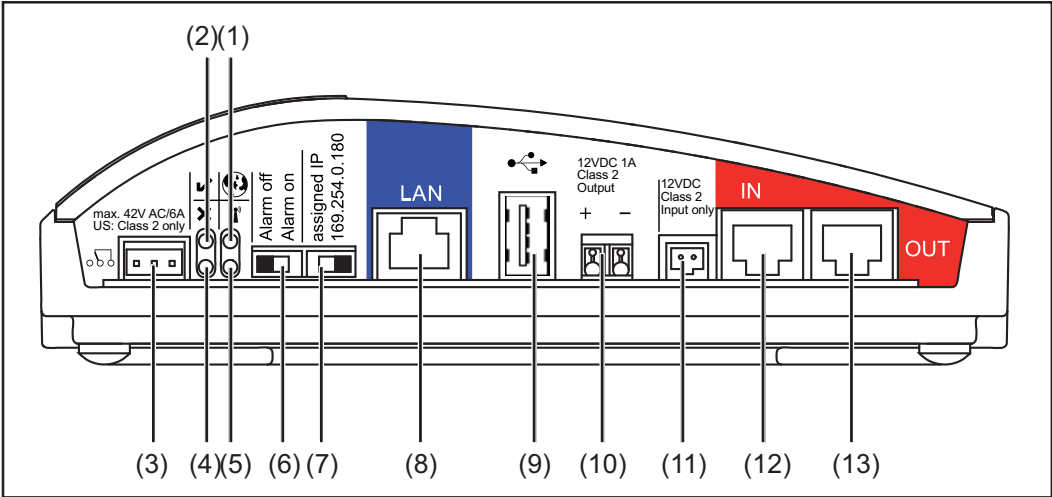 (2)(1)
max. 42V AC/6A
US: Class 2 only
Alarm off
Alarm on
assigned IP
169.254.0.180
LAN
12VDC 1A
Class 2
Output
+ −
12VDC
Class 2
Input only
IN
OUT
(3)
(4)(5)
(6)
(7)
(8)
(9)
(10)
(11)
(12)
(13)